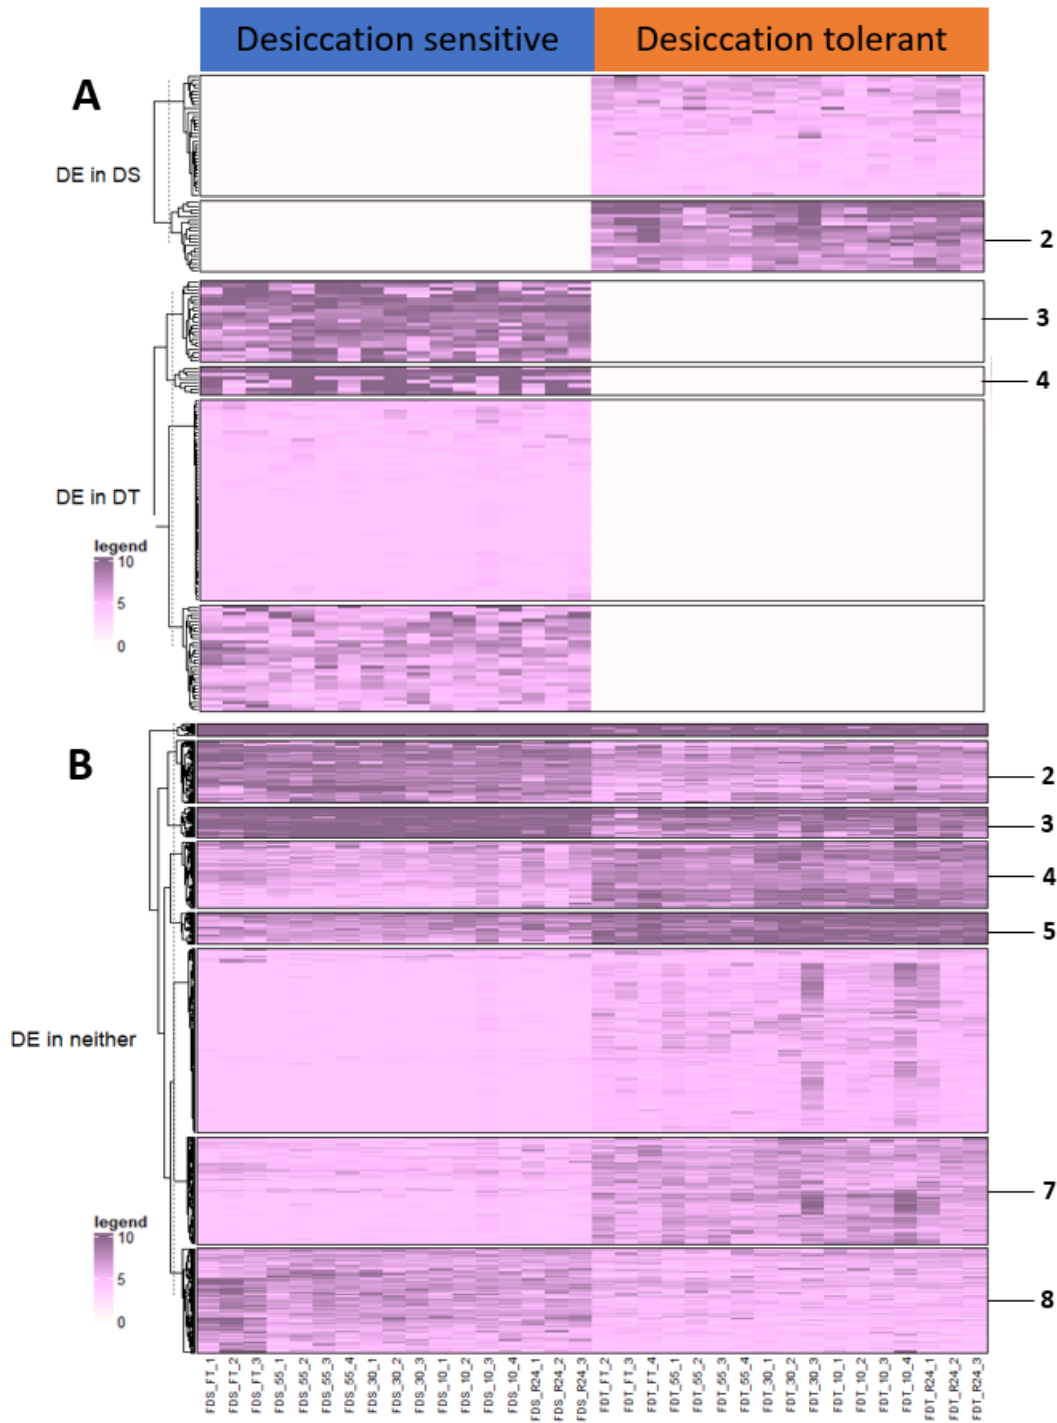 Desiccation sensitive
Desiccation tolerant
A
DE in DS
2
3
4
DE in DT
legend
10
5
0
B
2
3
4
5
DE in neither
7
legend
10
5
0
8
FDS_FT_1
FDS_FT_2
FDS_FT_3
FDS_55_1
FDS_55_2
FDS_55_3
FDS_55_4
FDS_30_1
FDS_30_2
FDS_30_3
FDS_10_1
FDS_10_2
FDS_10_3
FDS_10_4
FDS_R24_1
FDS_R24_2
FDS_R24_3
FDT_FT_2
FDT_FT_3
FDT_FT_4
FDT_55_1
FDT_55_2
FDT_55_3
FDT_55_4
FDT_30_1
FDT_30_2
FDT_30_3
FDT_10_1
FDT_10_2
FDT_10_3
FDT_10_4
FDT_R24_1
FDT_R24_2
FDT_R24_3